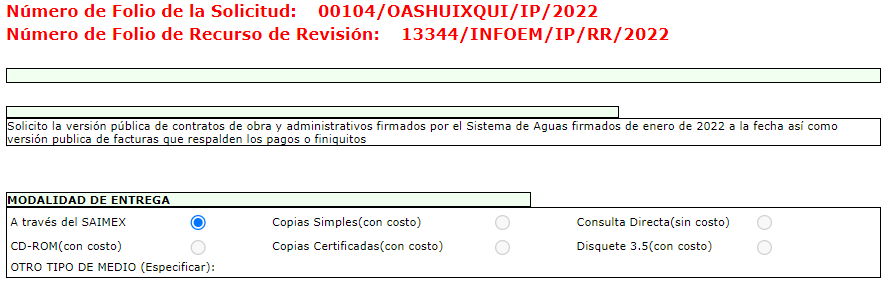 Número de Folio de la Solicitud: 00104/OASHUIXQUI/IP/2022
Número de Folio de Recurso de Revisión: 13344/INFOEM/IP/RR/2022
Solicito la versión pública de contratos de obra y administrativos firmados por el Sistema de Aguas firmados de enero de 2022 a la fecha así como
versión publica de facturas que respalden los pagos o finiquitos
MODALIDAD DE ENTREGA
A través del SAIMEX Copias Simples(con costo) Consulta Directa(sin costo)
CD-ROM(con costo) Copias Certificadas(con costo) Disquete 3.5(con costo)
OTRO TIPO DE MEDIO (Especificar):